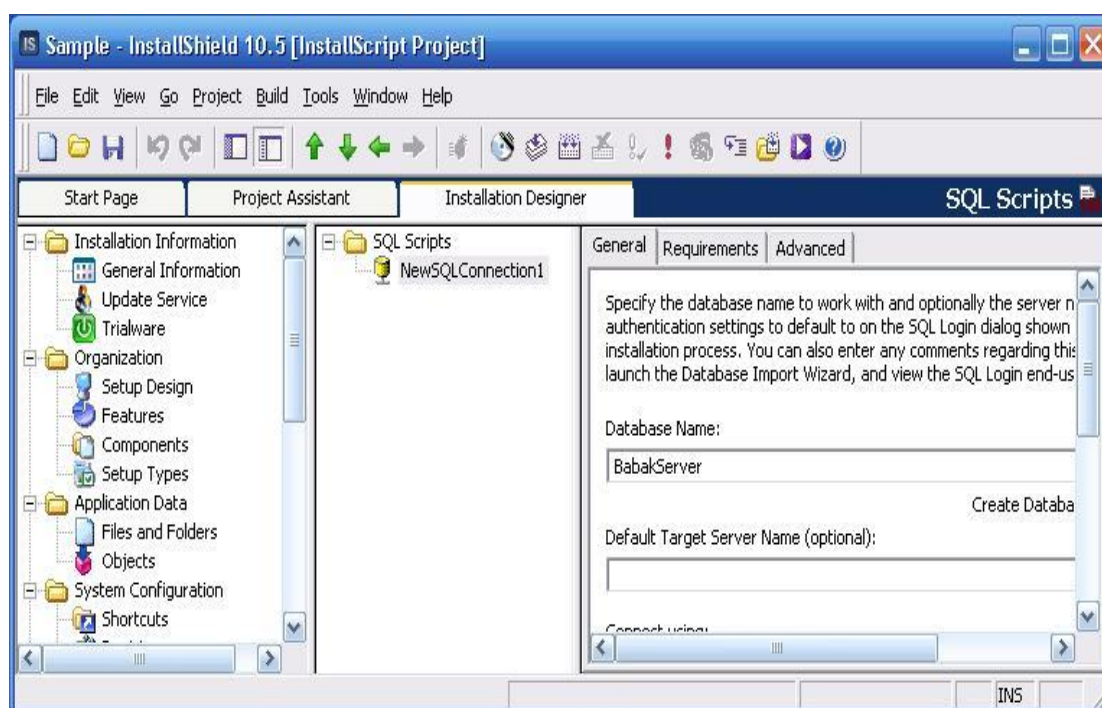 IS Sample - InstallShield 10.5 [InstallScript Project]
File Edit View Go Project Build Tools Window Help
Start Page Project Assistant Installation Designer SQL Scripts
Installation Information
General Information
Update Service
Trialware
Organization
Setup Design
Features
Components
Setup Types
Application Data
Files and Folders
Objects
System Configuration
Shortcuts
SQL Scripts
NewSQLConnection1
General Requirements Advanced
Specify the database name to work with and optionally the server n
authentication settings to default to on the SQL Login dialog shown
installation process. You can also enter any comments regarding this
launch the Database Import Wizard, and view the SQL Login end-us
Database Name:
BabakServer
Create Databa
Default Target Server Name (optional):
Connect using:
INS